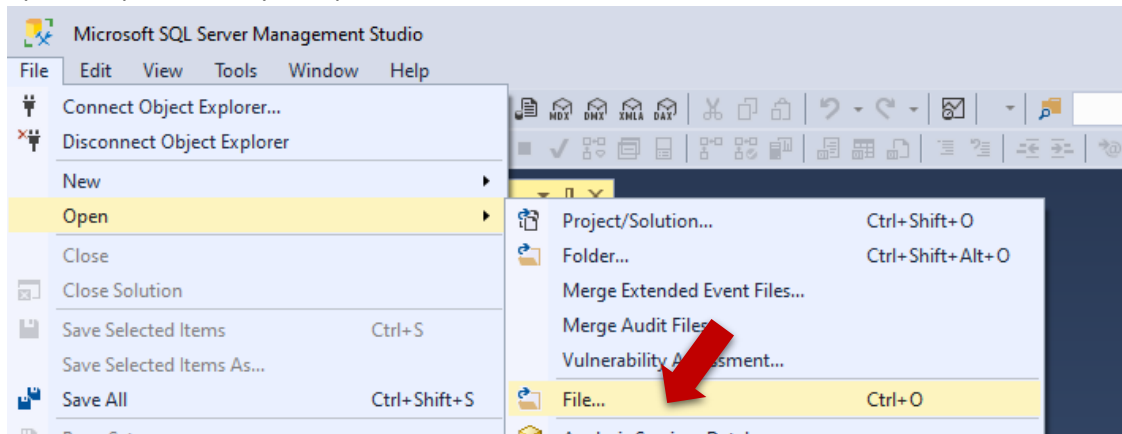 Microsoft SQL Server Management Studio
File Edit View Tools Window Help
MDX DMX XMLA DAX
Connect Object Explorer...
Disconnect Object Explorer
New
Open
Project/Solution... Ctrl+Shift+O
Close
Folder... Ctrl+Shift+Alt+O
Close Solution
Merge Extended Event Files...
Save Selected Items Ctrl+S
Merge Audit Files
Save Selected Items As...
Vulnerability
Save All Ctrl+Shift+S
File... Ctrl+O